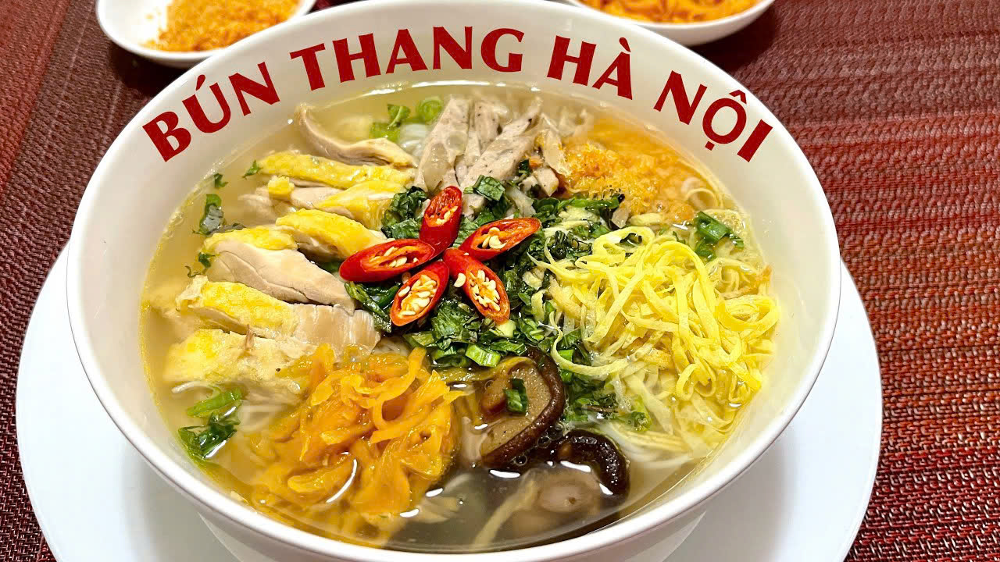 BÚN THANG HÀ NỘI